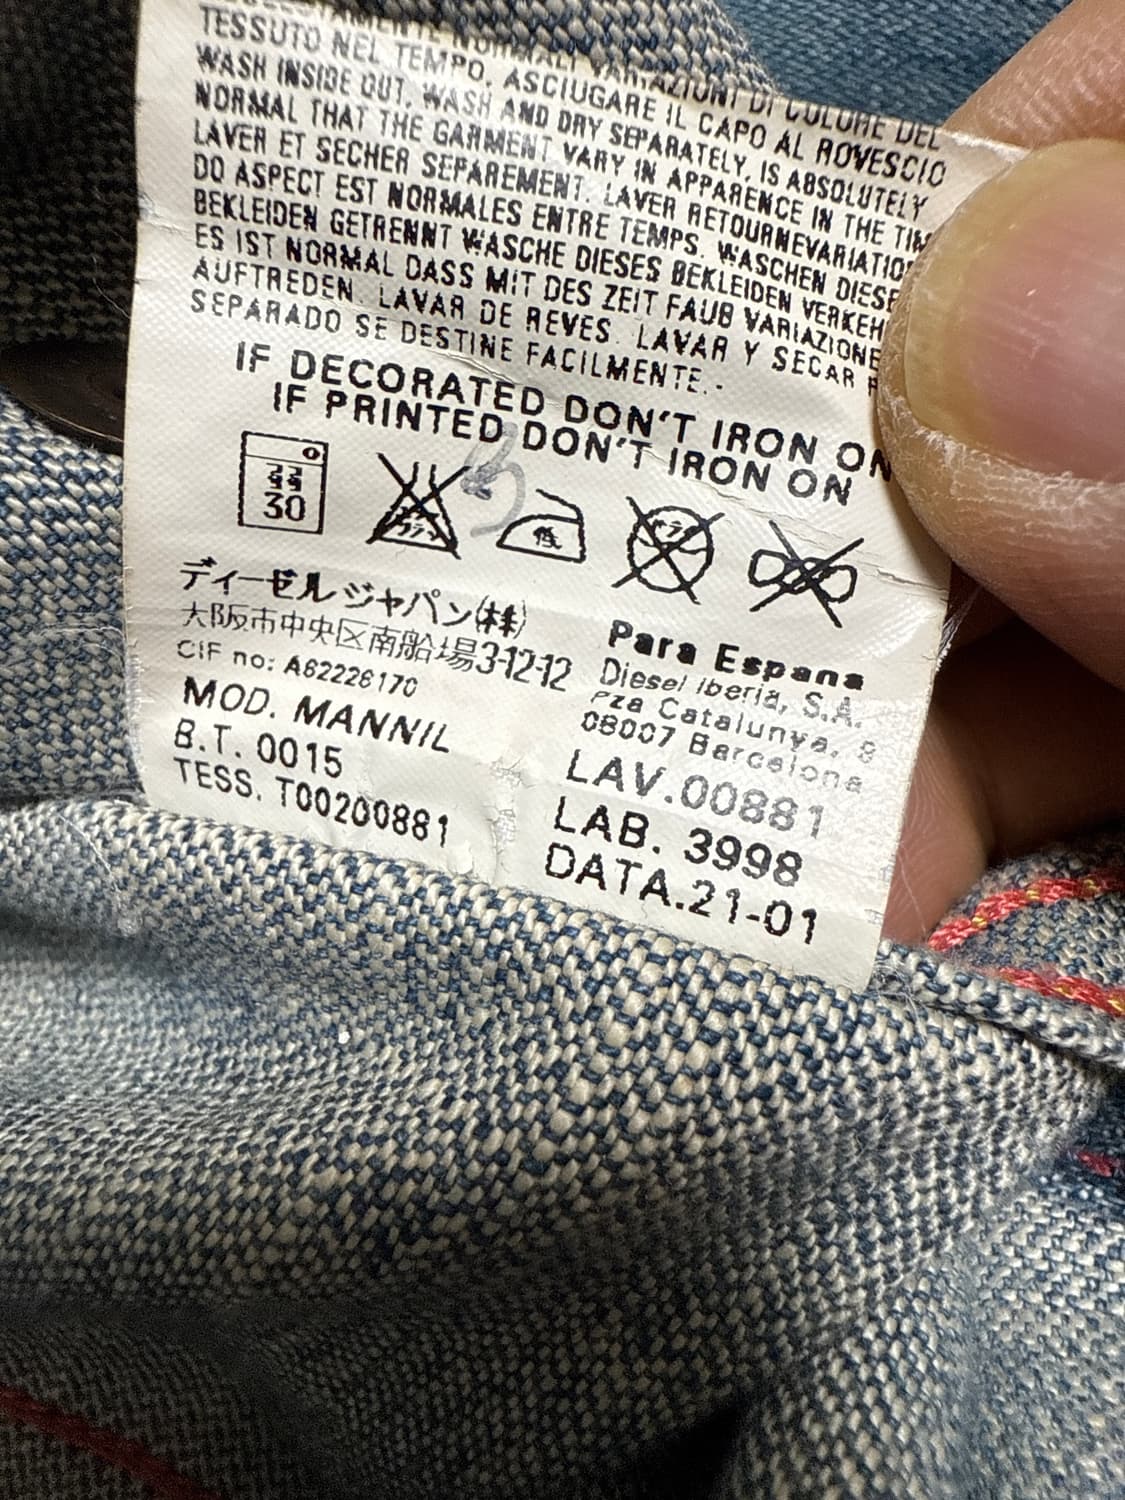 TESSUTO NEL TEMPO. ASCIUGARE IL CAPO AL ROVESCIO
WASH INSIDE OUT. WASH AND DRY SEPARATELY. IS ABSOLUTELY
NORMAL THAT THE GARMENT VARY IN APPARENCE IN THE
LAVER ET SECHER SEPAREMENT. LAVER RETOURNEVARIATIO
DO ASPECT EST NORMALES ENTRE TEMPS. WASCHEN DIESE
BEKLEIDEN GETRENNT WASCHE DIESES BEKLEIDEN VERKEH
ES IST NORMAL DASS MIT DES ZEIT FAUB VARIAZIONE
AUFTREDEN. LAVAR DE REVES. LAVAR Y SECAR
SEPARADO SE DESTINE FACILMENTE.-
IF DECORATED DON'T IRON ON
IF PRINTED DON'T IRON ON
30
低
ディーゼルジャパン(株)
大阪市中央区南船場3-12-12
CIF no: A62226170
MOD. MANNIL
B.T. 0015
TESS. T00200881
Para Espana
Diesel Iberia, S.A.
Pza Catalunya, 9
08007 Barcelona
LAV.00881
LAB. 3998
DATA.21-01